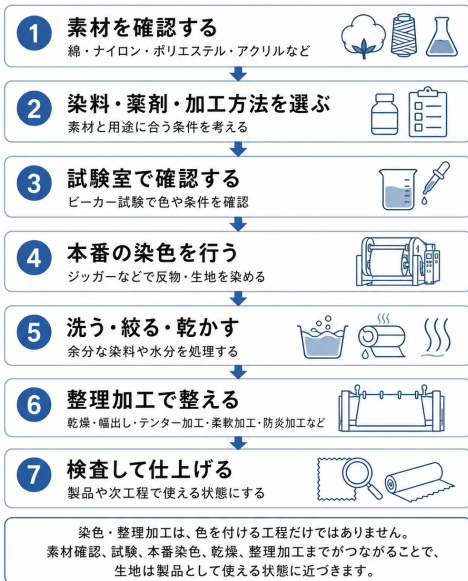 1 素材を確認する
綿・ナイロン・ポリエステル・アクリルなど
2 染料・薬剤・加工方法を選ぶ
素材と用途に合う条件を考える
3 試験室で確認する
ビーカー試験で色や条件を確認
4 本番の染色を行う
ジッガーなどで反物・生地を染める
5 洗う・絞る・乾かす
余分な染料や水分を処理する
6 整理加工で整える
乾燥・幅出し・テンター加工・柔軟加工・防炎加工など
7 検査して仕上げる
製品や次工程で使える状態にする
染色・整理加工は、色を付ける工程だけではありません。
素材確認、試験、本番染色、乾燥、整理加工までがつながることで、
生地は製品として使える状態に近づきます。